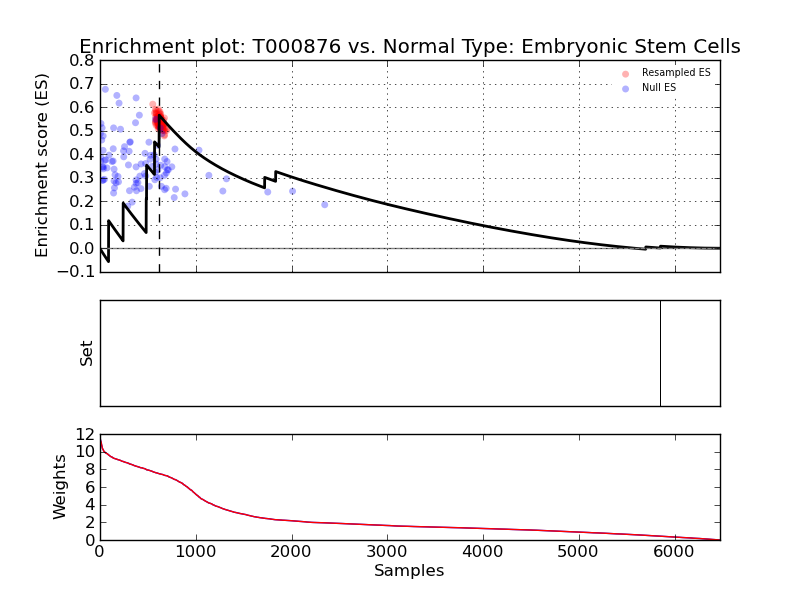 Enrichment plot: T000876 vs. Normal Type: Embryonic Stem Cells
Enrichment score (ES)
0.8
0.7
0.6
0.5
0.4
0.3
0.2
0.1
0.0
−0.1
Resampled ES
Null ES
Set
Weights
12
10
8
6
4
2
0
0 1000 2000 3000 4000 5000 6000
Samples